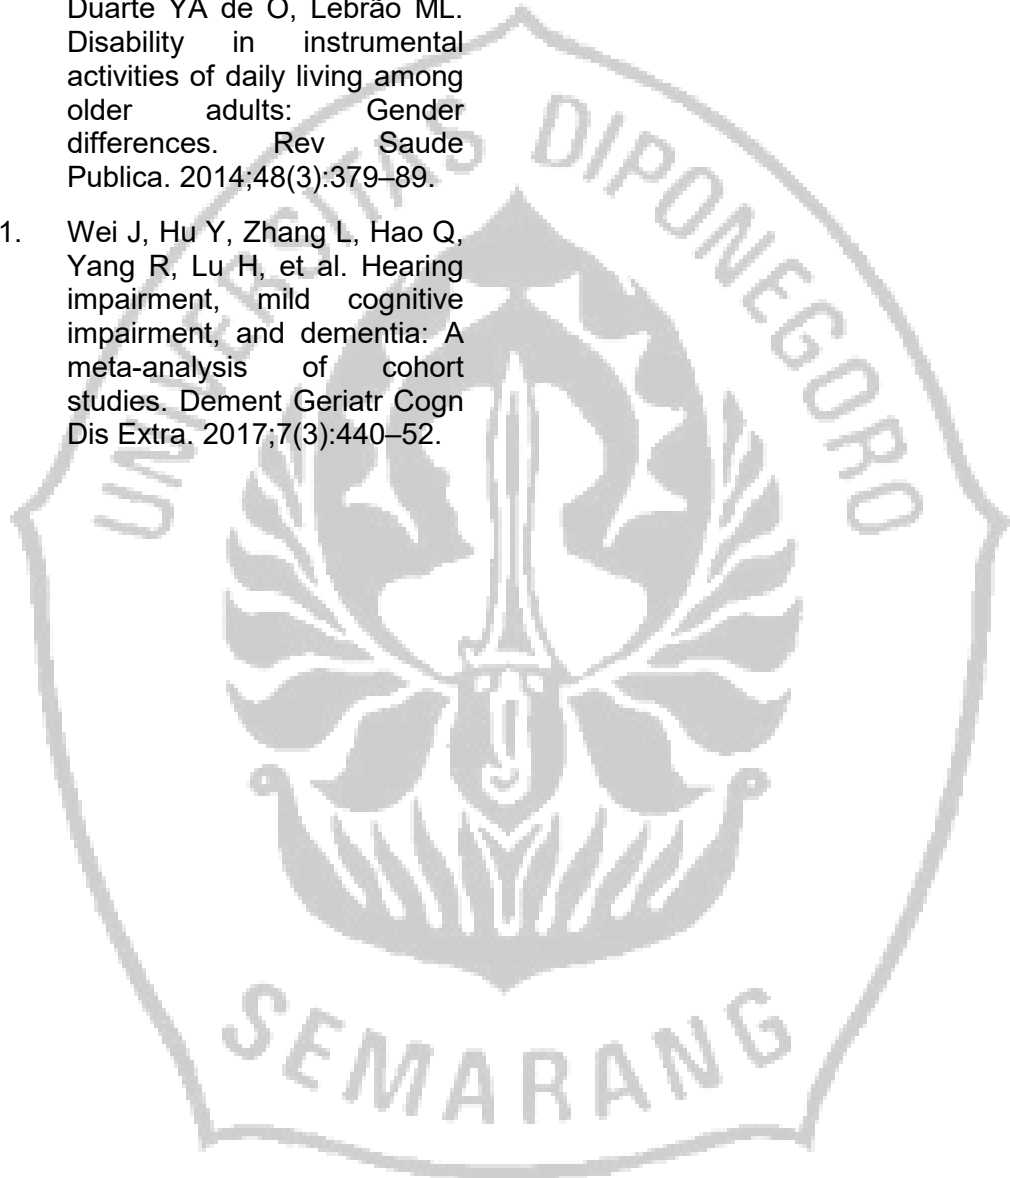 Duarte YA de O, Lebrão ML.
Disability in instrumental
activities of daily living among
older adults: Gender
differences. Rev Saude
Publica. 2014;48(3):379–89.
1. Wei J, Hu Y, Zhang L, Hao Q,
Yang R, Lu H, et al. Hearing
impairment, mild cognitive
impairment, and dementia: A
meta-analysis of cohort
studies. Dement Geriatr Cogn
Dis Extra. 2017;7(3):440–52.
UNIVERSITAS DIPONEGORO
SEMARANG